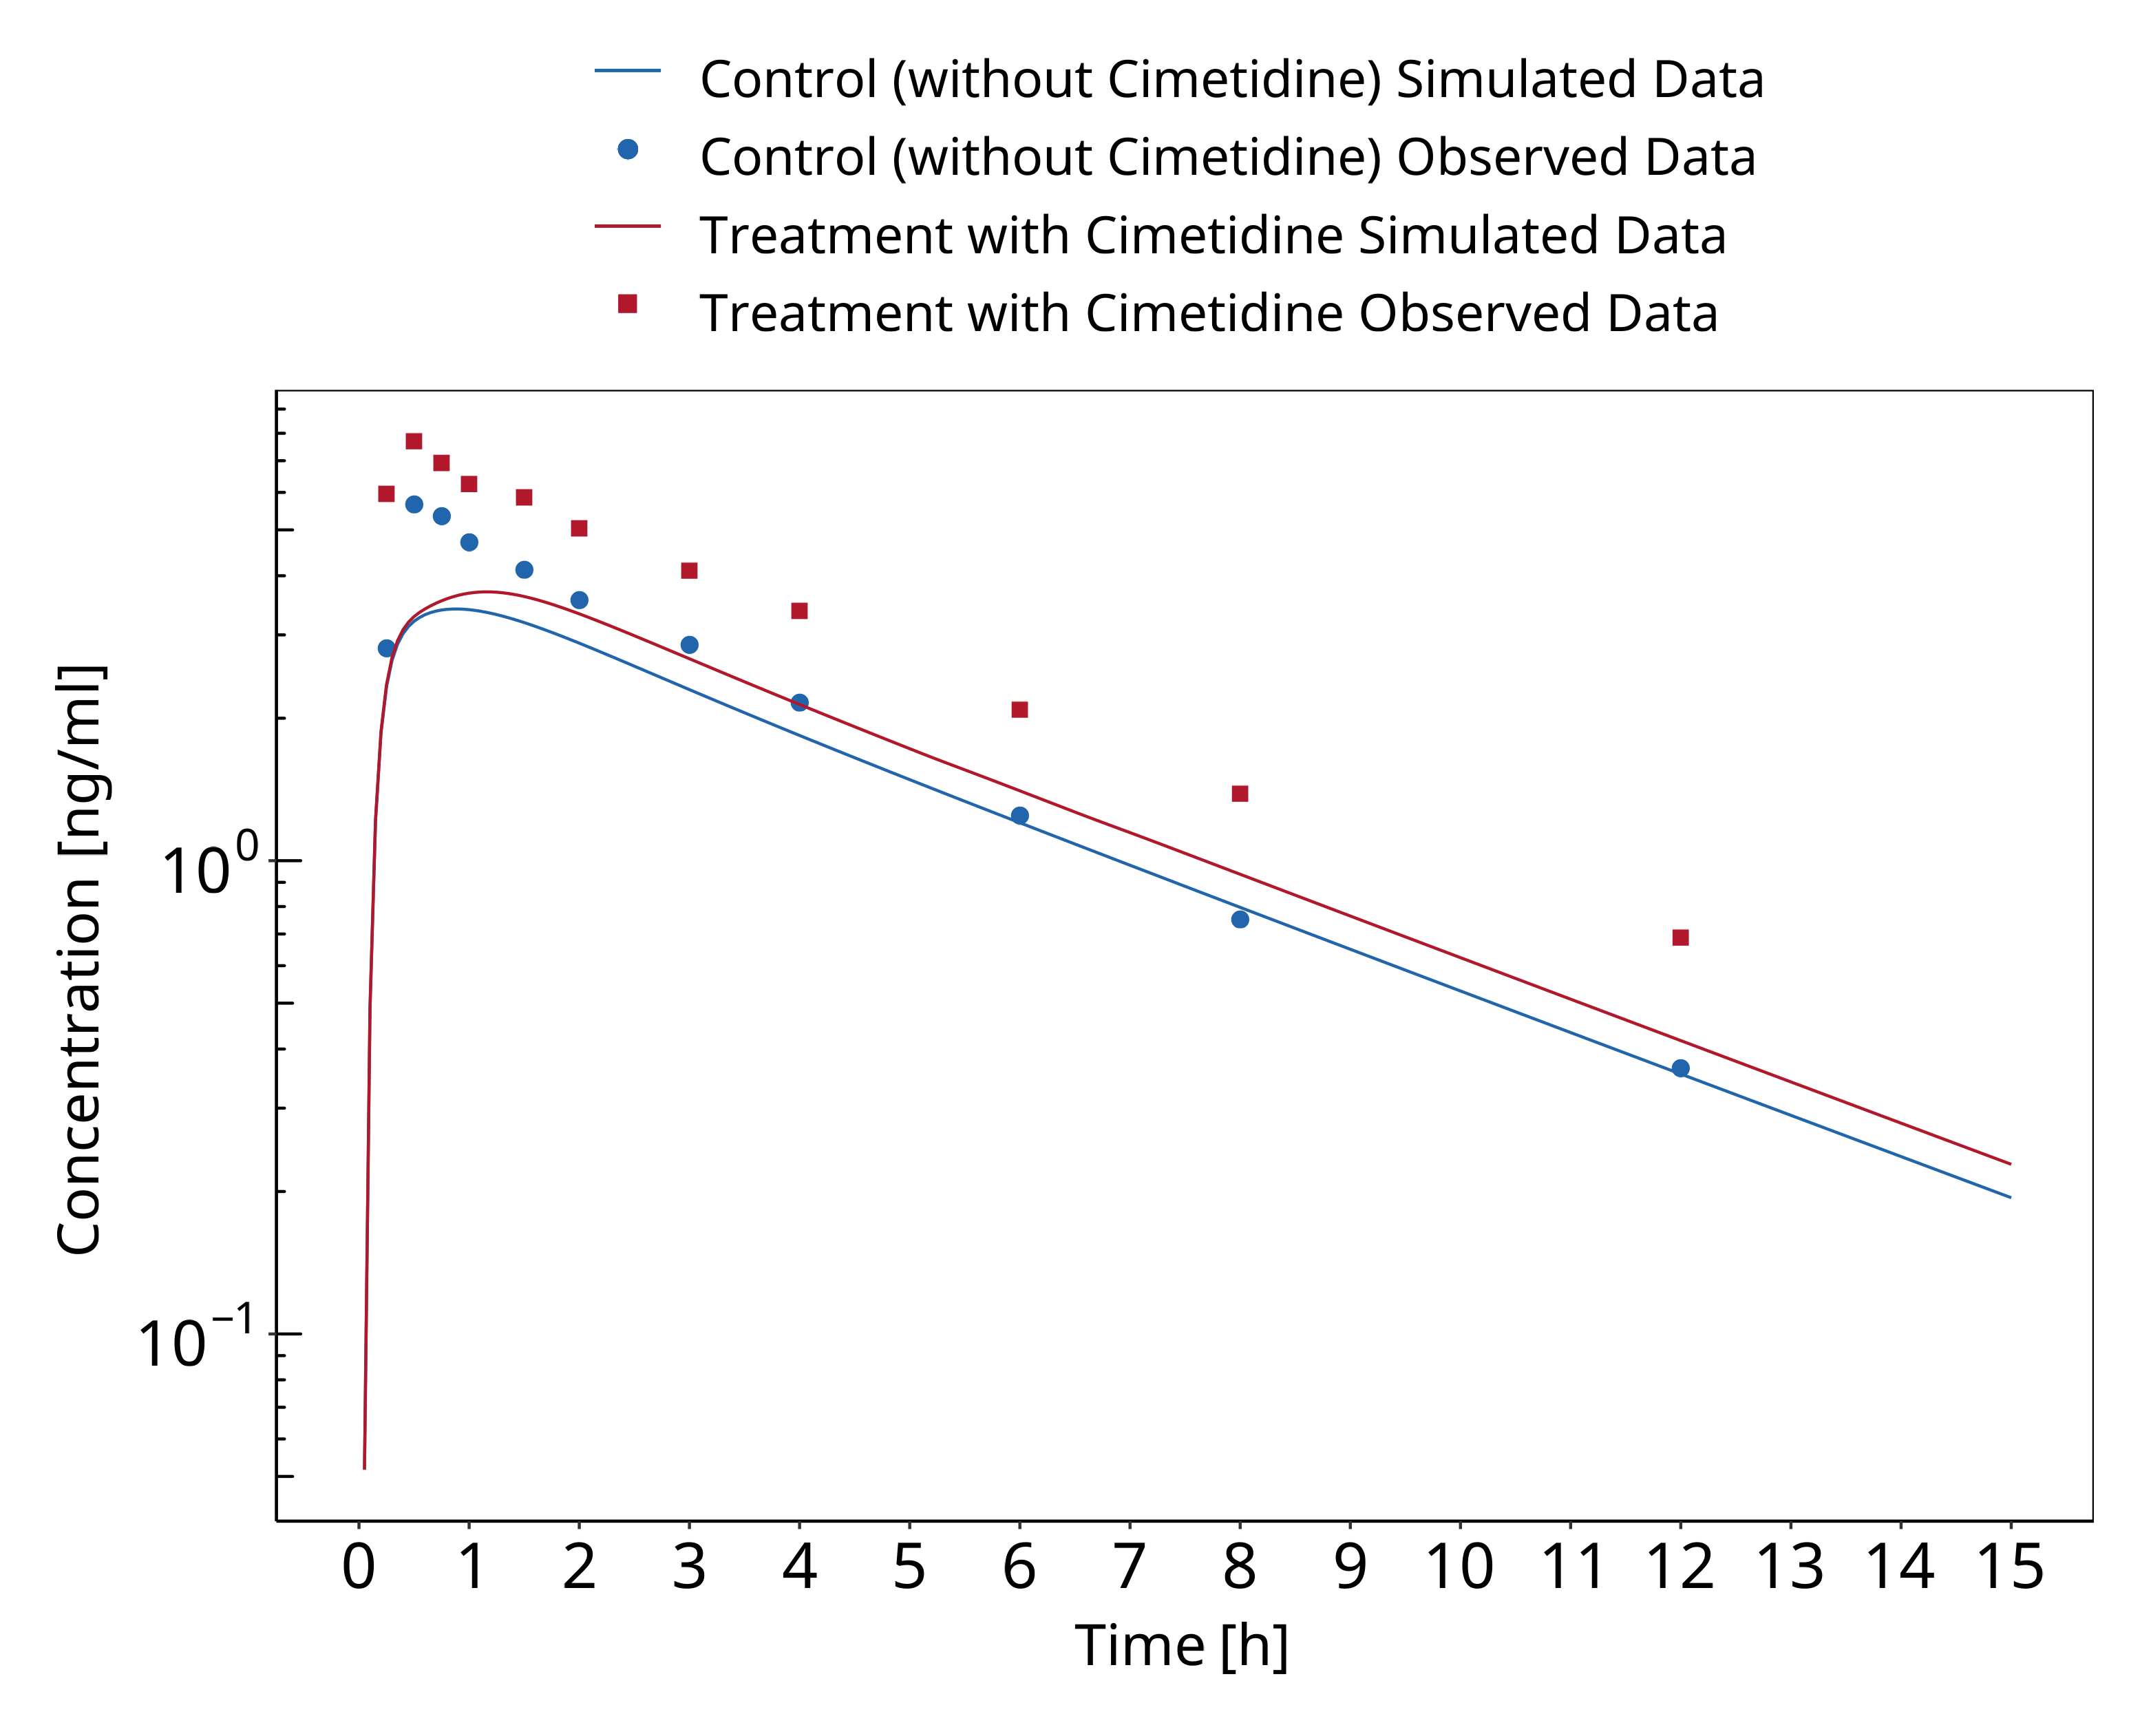 Control (without Cimetidine) Simulated Data
Control (without Cimetidine) Observed Data
Treatment with Cimetidine Simulated Data
Treatment with Cimetidine Observed Data
Concentration [ng/ml]
10⁰
10⁻¹
0 1 2 3 4 5 6 7 8 9 10 11 12 13 14 15
Time [h]